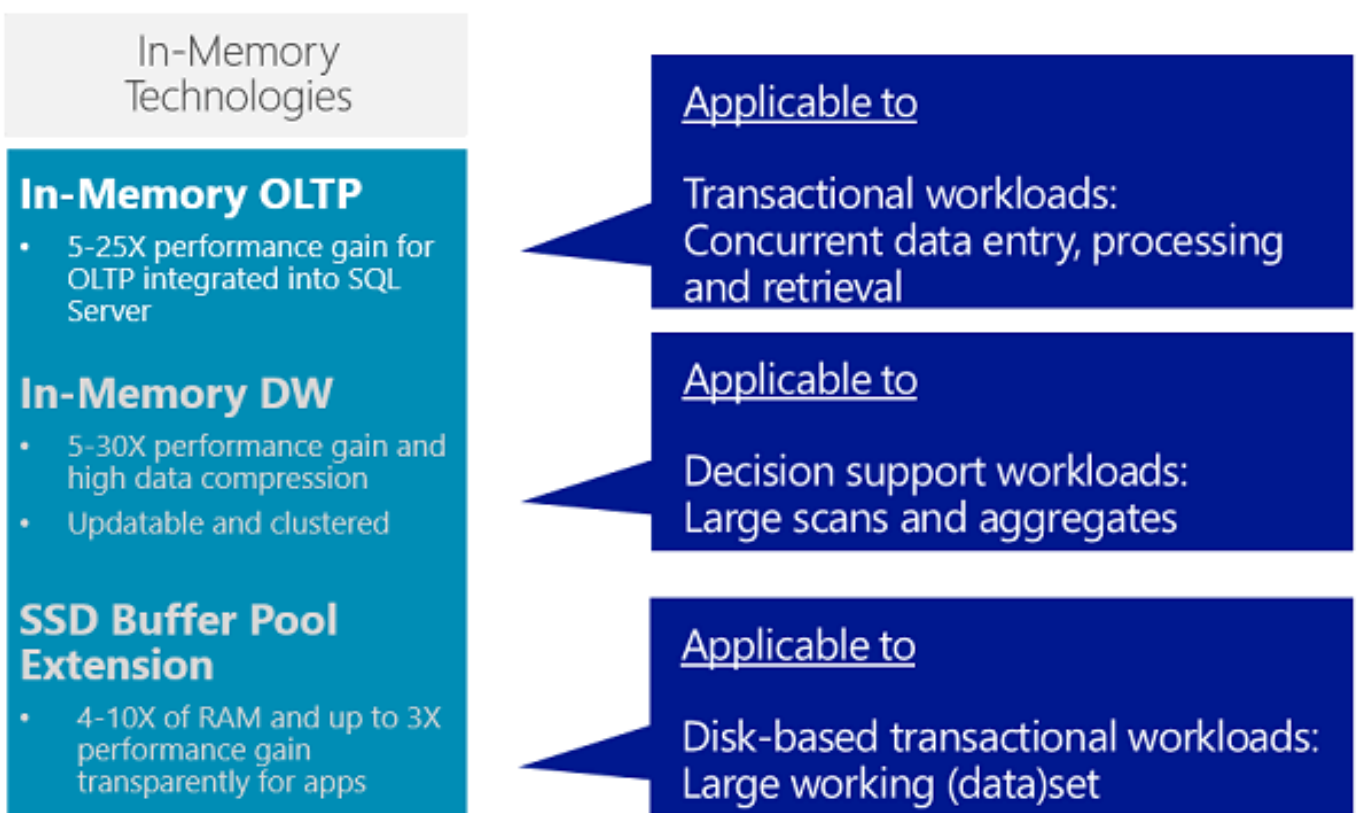 In-Memory
Technologies
In-Memory OLTP
• 5-25X performance gain for
OLTP integrated into SQL
Server
In-Memory DW
• 5-30X performance gain and
high data compression
• Updatable and clustered
SSD Buffer Pool
Extension
• 4-10X of RAM and up to 3X
performance gain
transparently for apps
Applicable to
Transactional workloads:
Concurrent data entry, processing
and retrieval
Applicable to
Decision support workloads:
Large scans and aggregates
Applicable to
Disk-based transactional workloads:
Large working (data)set